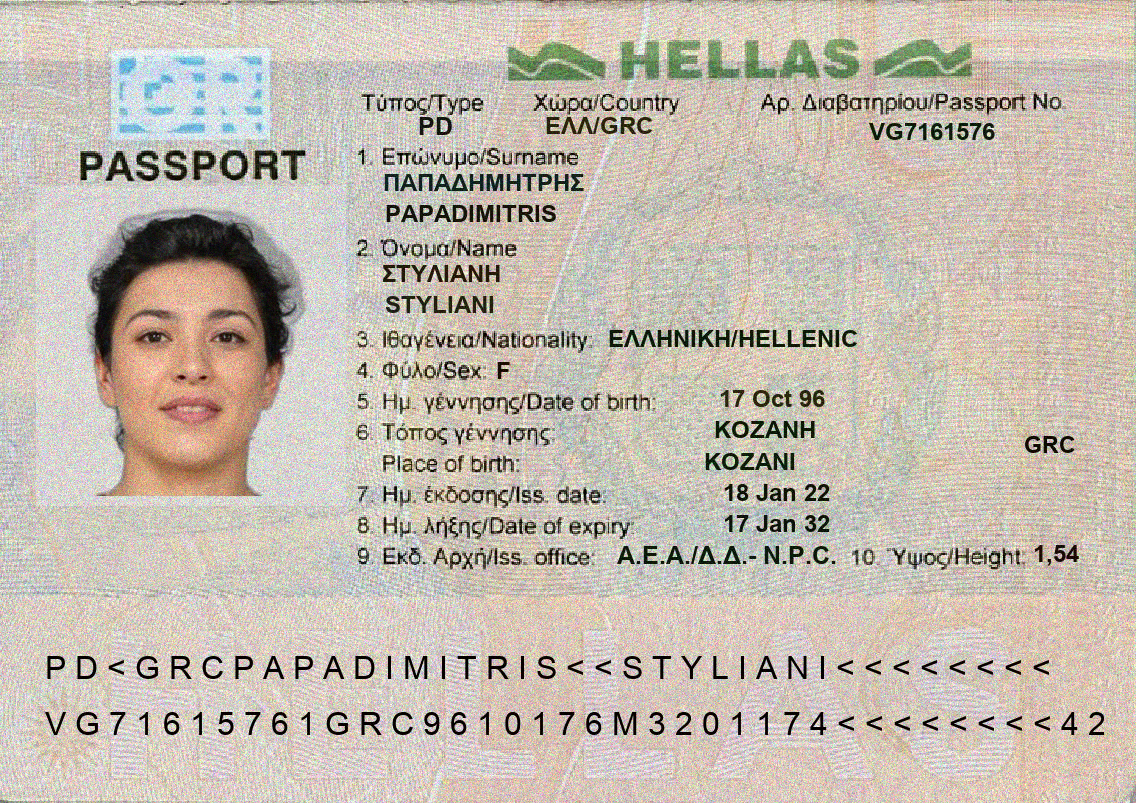 HELLAS
Τύπος/Type Χώρα/Country Αρ. Διαβατηρίου/Passport No.
PD ΕΛΛ/GRC VG7161576
PASSPORT
1. Επώνυμο/Surname
ΠΑΠΑΔΗΜΗΤΡΗΣ
PAPADIMITRIS
2. Όνομα/Name
ΣΤΥΛΙΑΝΗ
STYLIANI
3. Ιθαγένεια/Nationality: ΕΛΛΗΝΙΚΗ/HELLENIC
4. Φύλο/Sex: F
5. Ημ. γέννησης/Date of birth: 17 Oct 96
6. Τόπος γέννησης: ΚΟΖΑΝΗ
GRC
Place of birth: KOZANI
7. Ημ. έκδοσης/Iss. date: 18 Jan 22
8. Ημ. λήξης/Date of expiry: 17 Jan 32
9. Εκδ. Αρχή/Iss. office: Α.Ε.Α./Δ.Δ.- N.P.C. 10. Ύψος/Height: 1,54
PD<GRCPAPADIMITRIS<<STYLIANI<<<<<<<<
VG71615761GRC9610176M3201174<<<<<<<<42
HELLAS